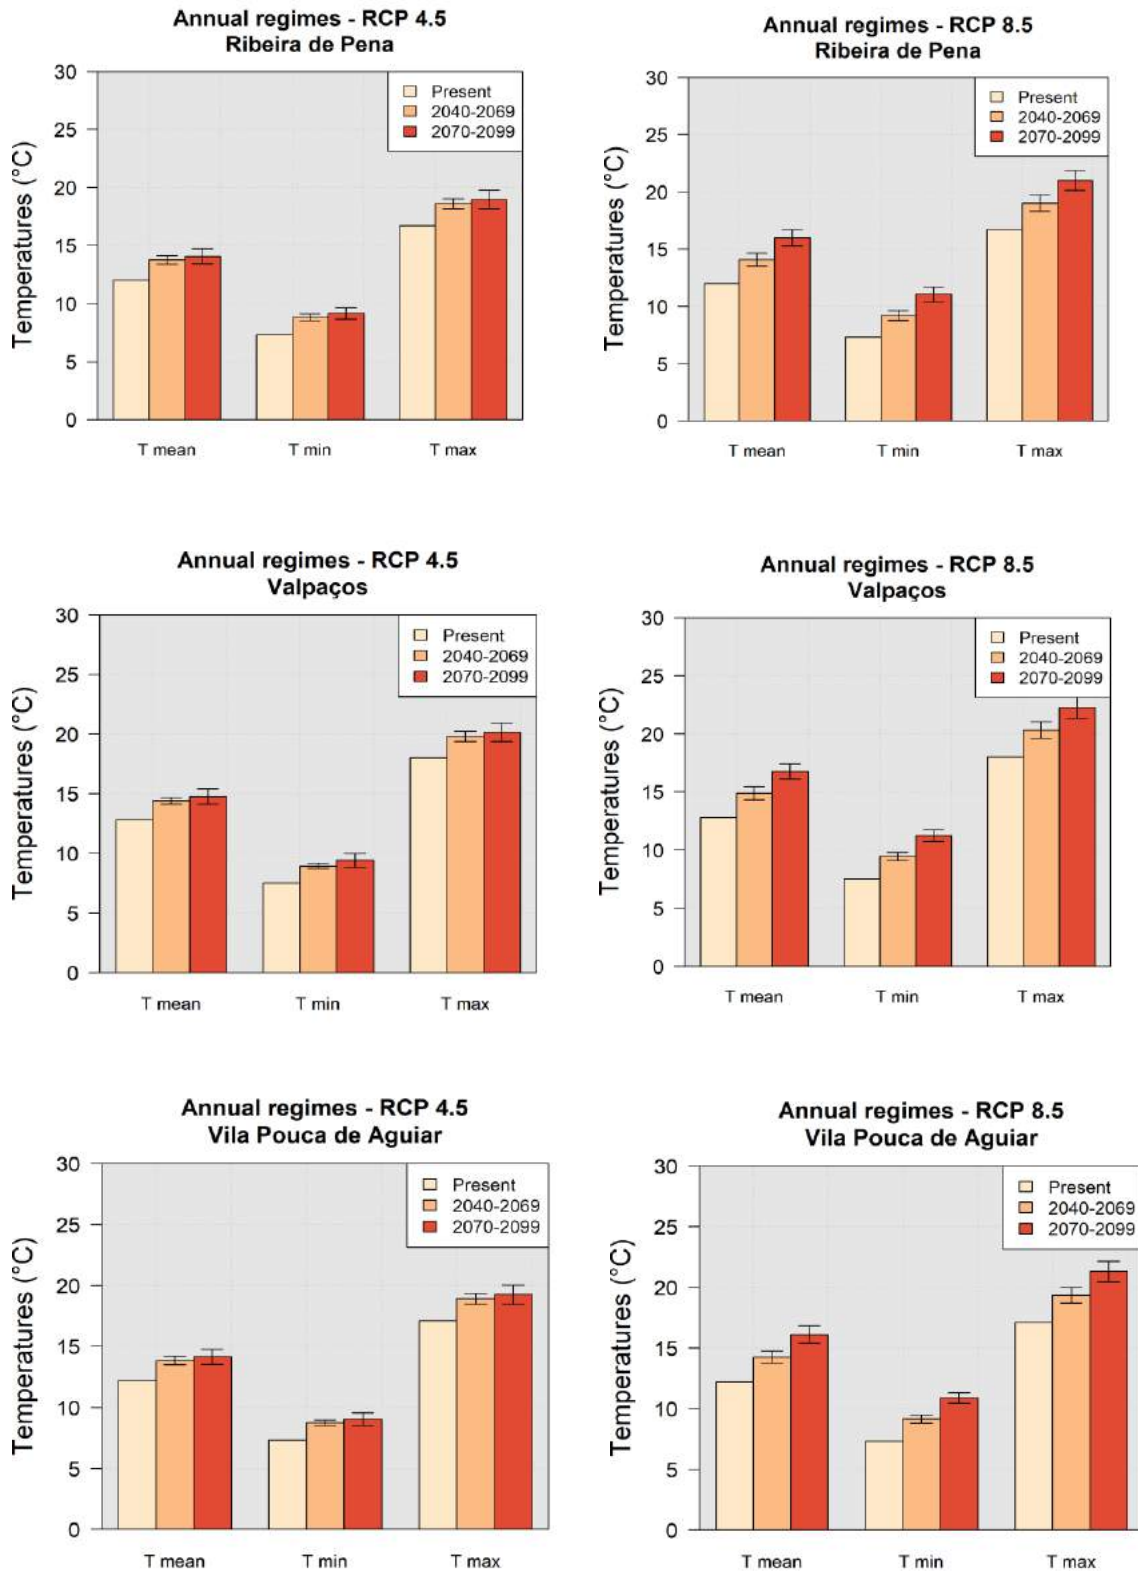 Annual regimes - RCP 4.5
Ribeira de Pena
30
25
20
15
10
5
0
Temperatures (°C)
Present
2040-2069
2070-2099
T mean
T min
T max
Annual regimes - RCP 8.5
Ribeira de Pena
30
25
20
15
10
5
0
Temperatures (°C)
Present
2040-2069
2070-2099
T mean
T min
T max
Annual regimes - RCP 4.5
Valpaços
30
25
20
15
10
5
0
Temperatures (°C)
Present
2040-2069
2070-2099
T mean
T min
T max
Annual regimes - RCP 8.5
Valpaços
30
25
20
15
10
5
0
Temperatures (°C)
Present
2040-2069
2070-2099
T mean
T min
T max
Annual regimes - RCP 4.5
Vila Pouca de Aguiar
30
25
20
15
10
5
0
Temperatures (°C)
Present
2040-2069
2070-2099
T mean
T min
T max
Annual regimes - RCP 8.5
Vila Pouca de Aguiar
30
25
20
15
10
5
0
Temperatures (°C)
Present
2040-2069
2070-2099
T mean
T min
T max